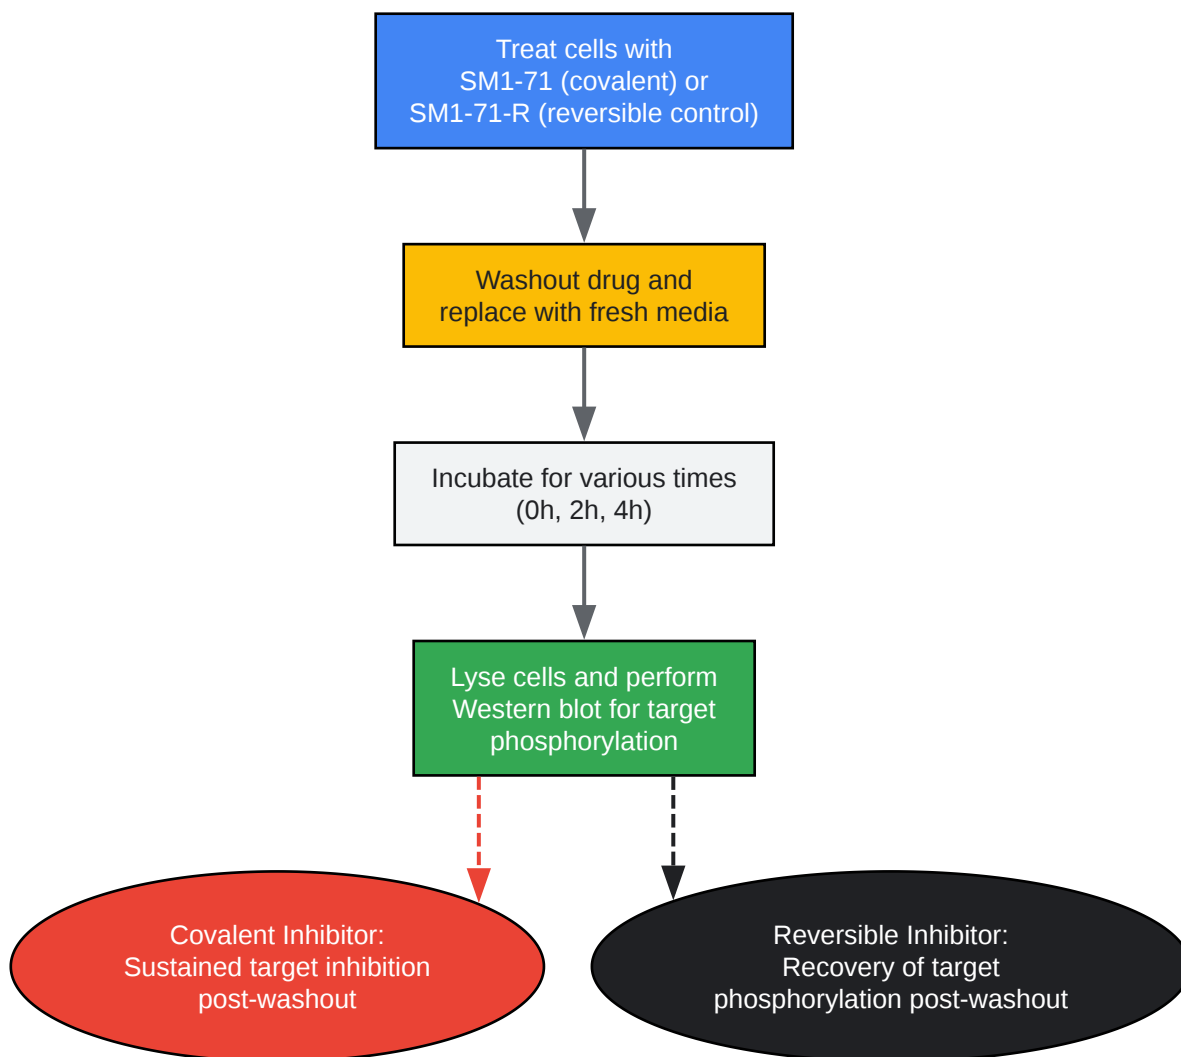 Treat cells with
SM1-71 (covalent) or
SM1-71-R (reversible control)
Washout drug and
replace with fresh media
Incubate for various times
(0h, 2h, 4h)
Lyse cells and perform
Western blot for target
phosphorylation
Covalent Inhibitor:
Sustained target inhibition
post-washout
Reversible Inhibitor:
Recovery of target
phosphorylation post-washout